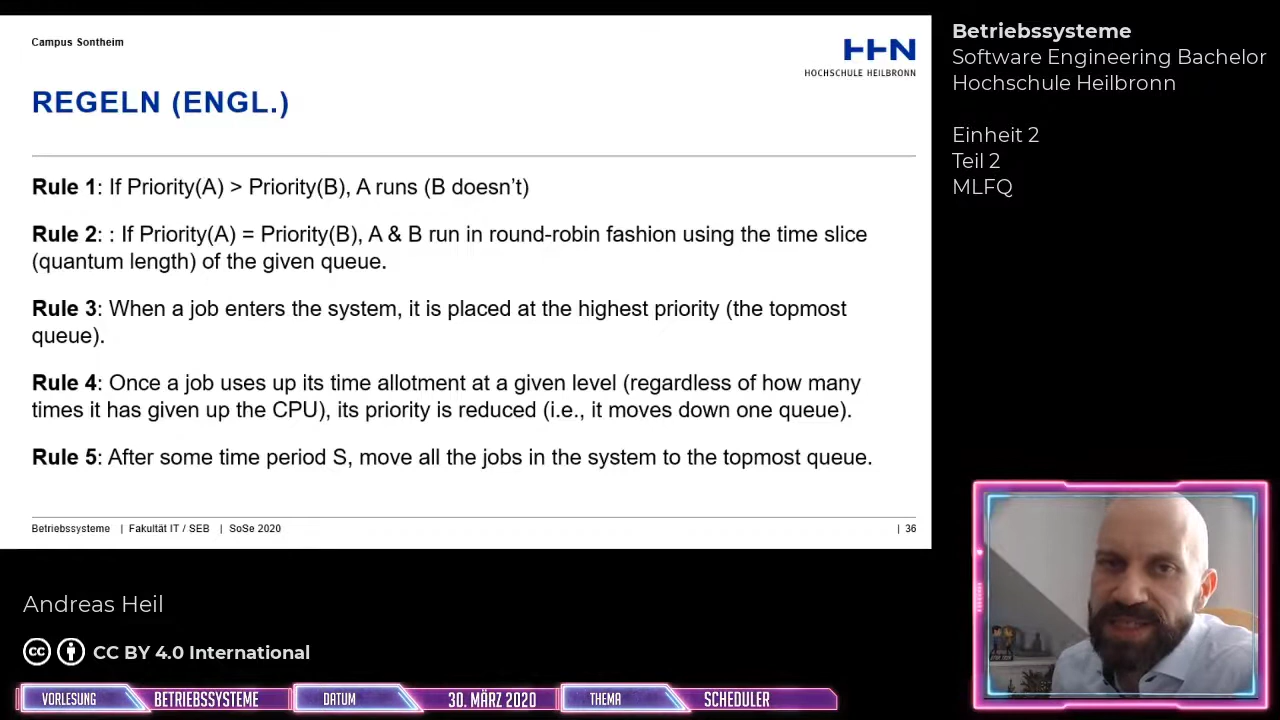 Campus Sontheim
HHN
HOCHSCHULE HEILBRONN
REGELN (ENGL.)
Rule 1: If Priority(A) > Priority(B), A runs (B doesn’t)
Rule 2: : If Priority(A) = Priority(B), A & B run in round-robin fashion using the time slice
(quantum length) of the given queue.
Rule 3: When a job enters the system, it is placed at the highest priority (the topmost
queue).
Rule 4: Once a job uses up its time allotment at a given level (regardless of how many
times it has given up the CPU), its priority is reduced (i.e., it moves down one queue).
Rule 5: After some time period S, move all the jobs in the system to the topmost queue.
Betriebssysteme | Fakultät IT / SEB | SoSe 2020 | 36
Betriebssysteme
Software Engineering Bachelor
Hochschule Heilbronn
Einheit 2
Teil 2
MLFQ
Andreas Heil
cc CC BY 4.0 International
VORLESUNG BETRIEBSSYSTEME DATUM 30. MÄRZ 2020 THEMA SCHEDULER